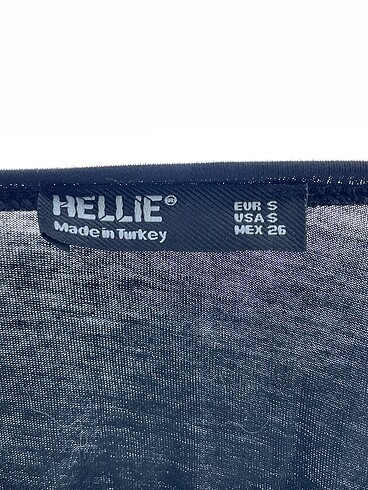 HELLIE®
Made in Turkey
EUR S
USA S
MEX 26